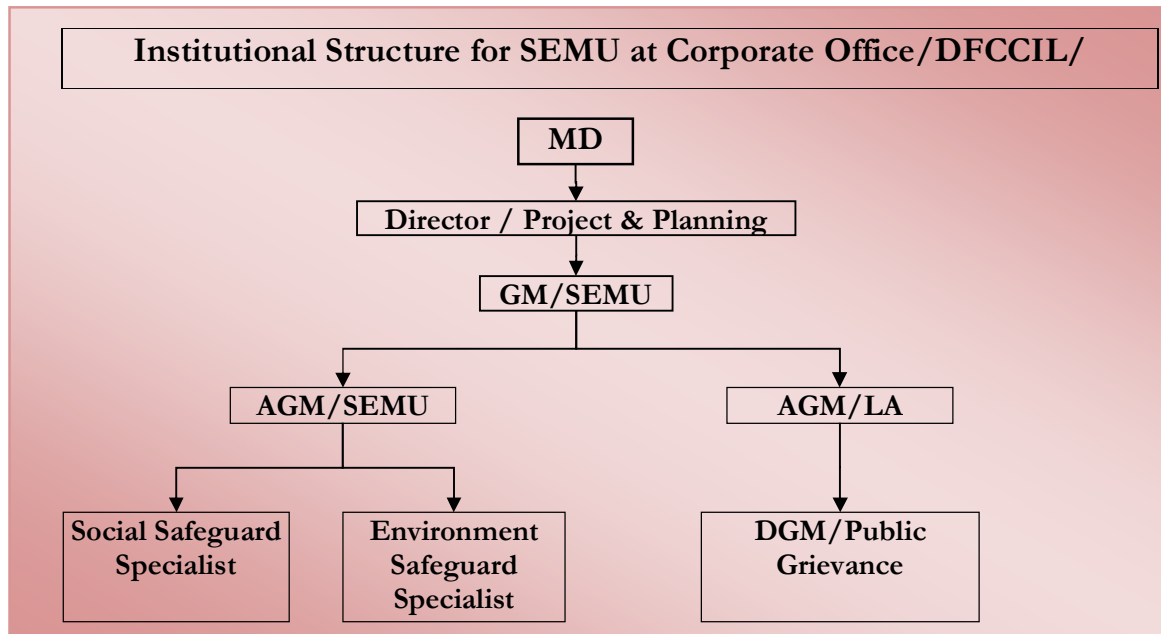 Institutional Structure for SEMU at Corporate Office/DFCCIL/
MD
Director / Project & Planning
GM/SEMU
AGM/SEMU
AGM/LA
Social Safeguard
Specialist
Environment
Safeguard
Specialist
DGM/Public
Grievance